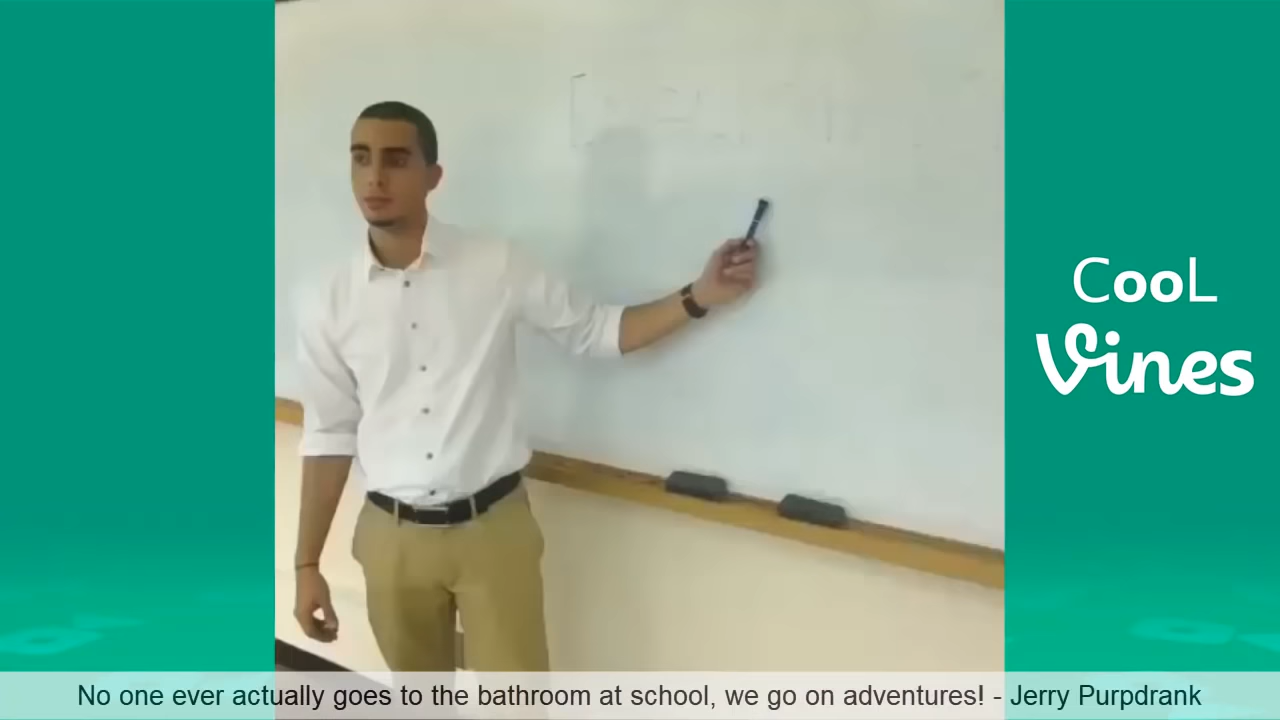 CooL
Vines
No one ever actually goes to the bathroom at school, we go on adventures! - Jerry Purpdrank